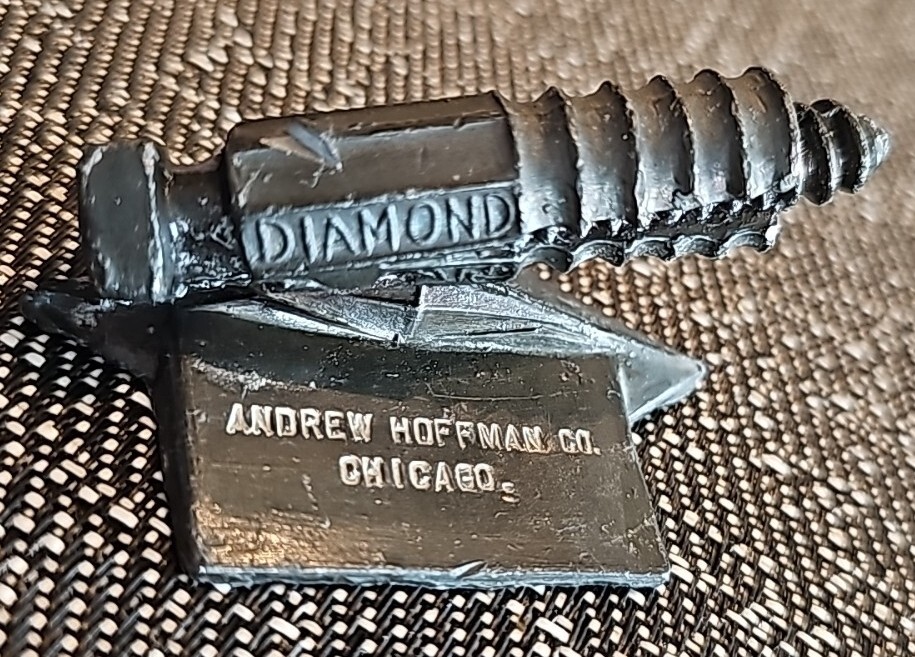 DIAMOND
ANDREW HOFFMAN CO.
CHICAGO.